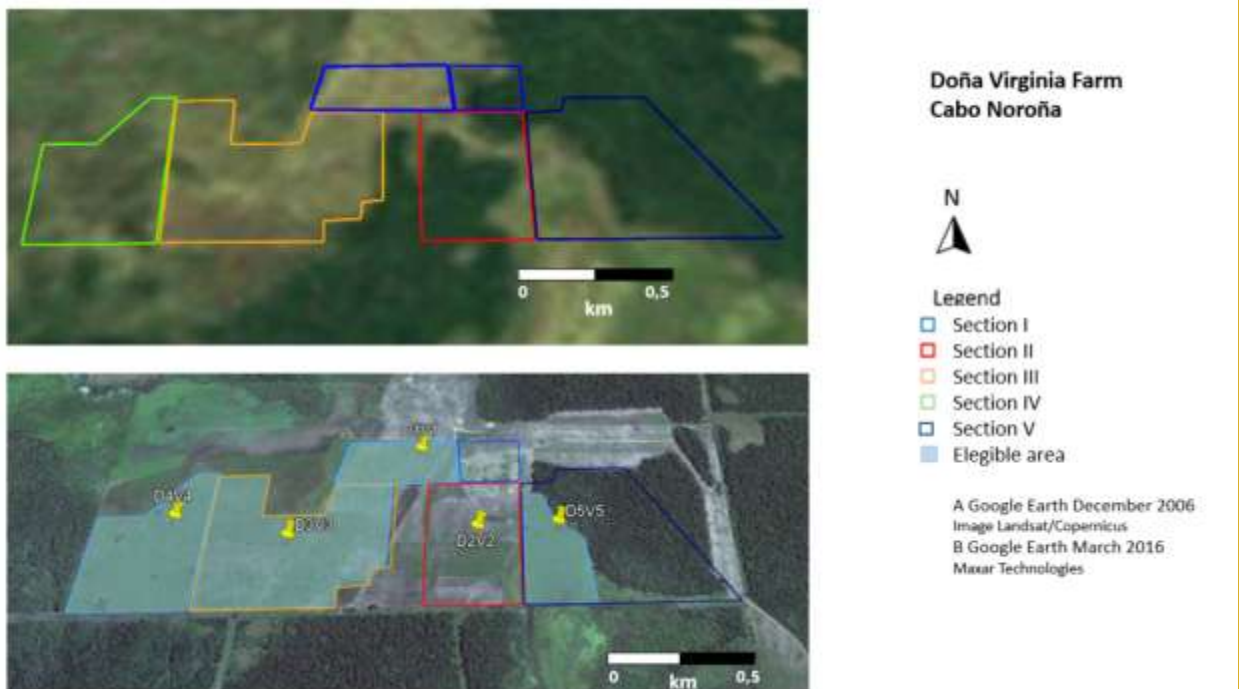 0
0,5
km
D4V4
D3V3
D2V2
D5V5
0
0,5
km
Doña Virginia Farm
Cabo Noroña
N
Legend
Section I
Section II
Section III
Section IV
Section V
Elegible area
A Google Earth December 2006
Image Landsat/Copernicus
B Google Earth March 2016
Maxar Technologies